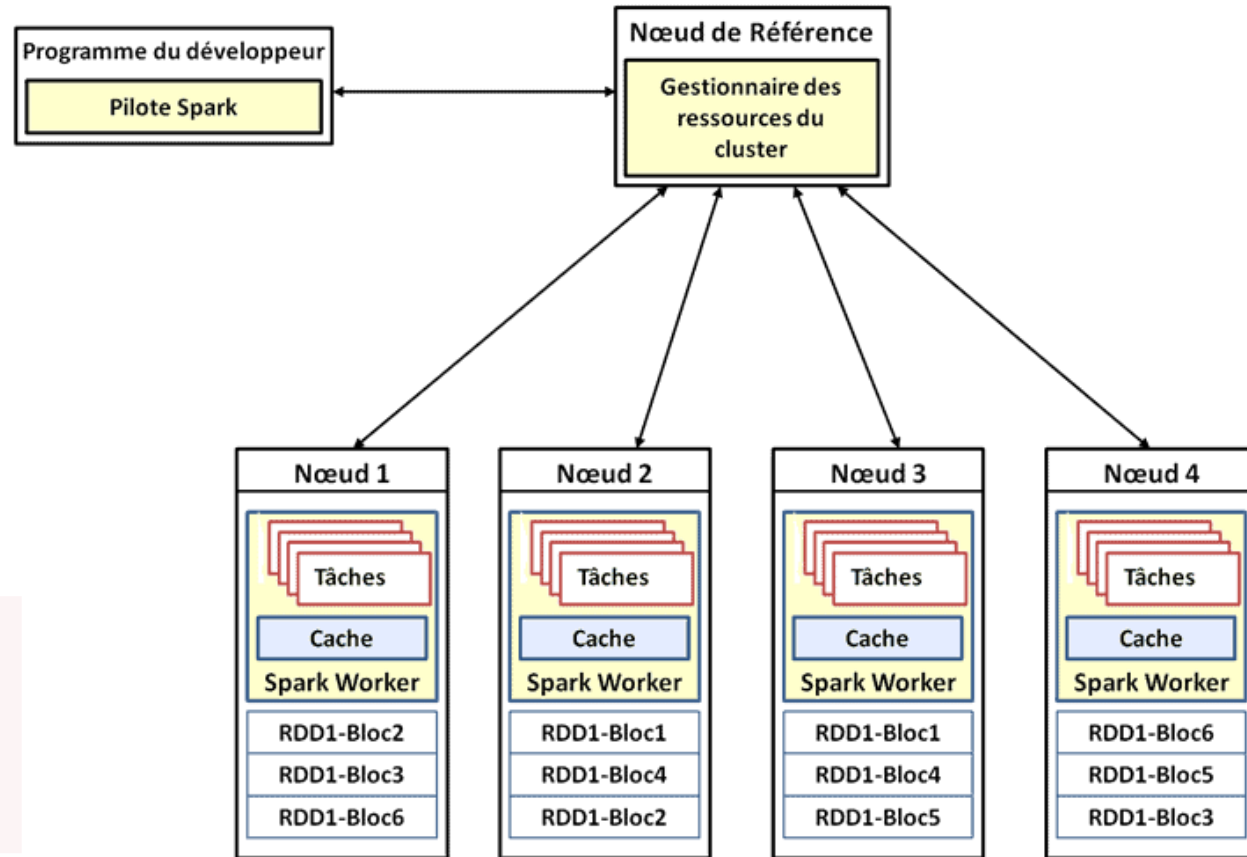 Programme du développeur
Pilote Spark
Nœud de Référence
Gestionnaire des
ressources du
cluster
Nœud 1
Tâches
Cache
Spark Worker
RDD1-Bloc2
RDD1-Bloc3
RDD1-Bloc6
Nœud 2
Tâches
Cache
Spark Worker
RDD1-Bloc1
RDD1-Bloc4
RDD1-Bloc2
Nœud 3
Tâches
Cache
Spark Worker
RDD1-Bloc1
RDD1-Bloc4
RDD1-Bloc5
Nœud 4
Tâches
Cache
Spark Worker
RDD1-Bloc6
RDD1-Bloc5
RDD1-Bloc3